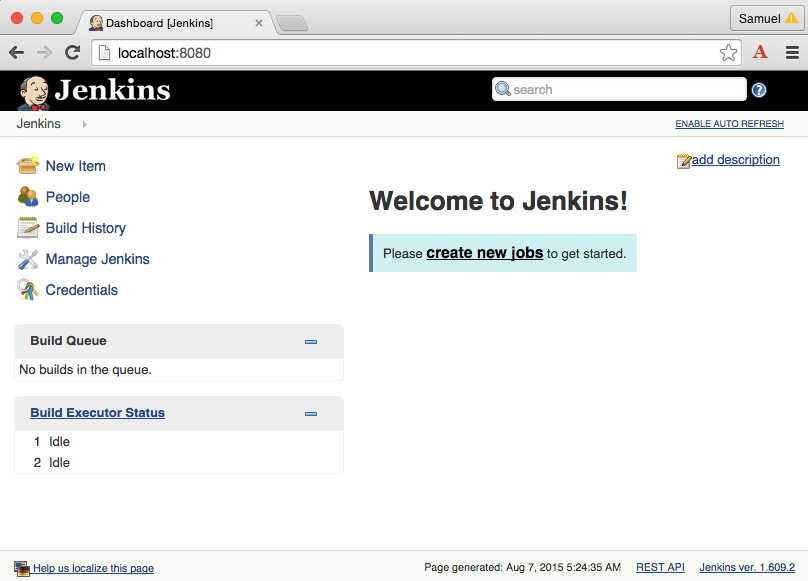 Dashboard [Jenkins]
Samuel
localhost:8080
A
Jenkins
search
?
Jenkins
ENABLE AUTO REFRESH
add description
New Item
People
Build History
Manage Jenkins
Credentials
Welcome to Jenkins!
Please create new jobs to get started.
Build Queue
No builds in the queue.
Build Executor Status
1 Idle
2 Idle
Help us localize this page
Page generated: Aug 7, 2015 5:24:35 AM
REST API
Jenkins ver. 1.609.2